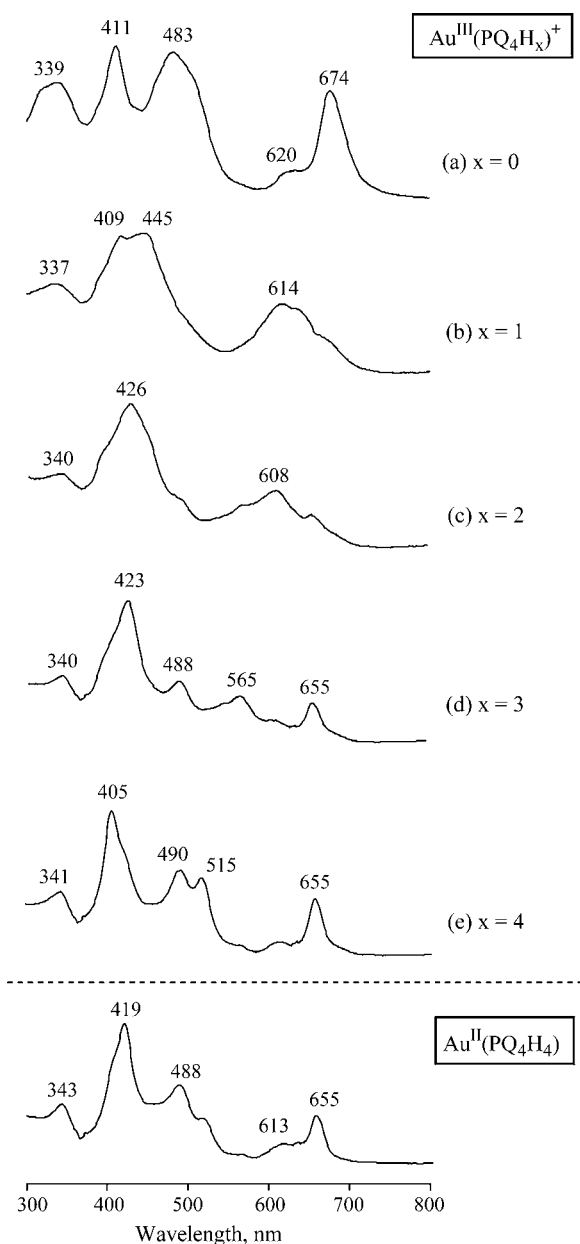 Au^III(PQ₄Hₓ)⁺
339 411 483 620 674
(a) x = 0
337 409 445 614
(b) x = 1
340 426 608
(c) x = 2
340 423 488 565 655
(d) x = 3
341 405 490 515 655
(e) x = 4
Au^II(PQ₄H₄)
343 419 488 613 655
300 400 500 600 700 800
Wavelength, nm